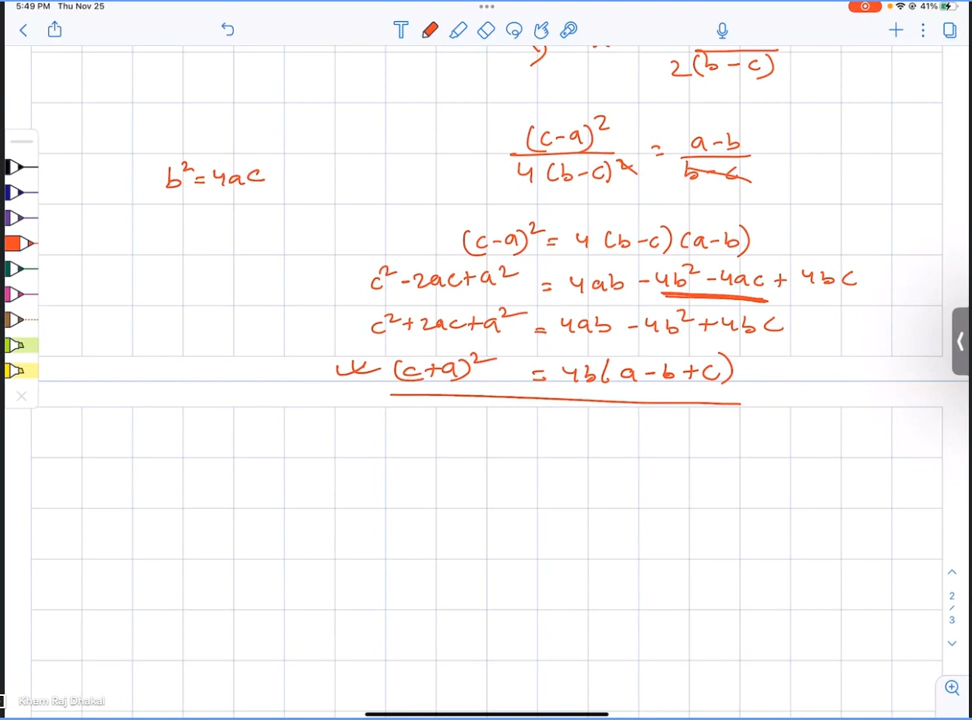 5:49 PM Thu Nov 25
41%
T
y
2(b-c)
(c-a)²/4(b-c)² = a-b/b-c
b²=4ac
(c-a)² = 4(b-c)(a-b)
c²-2ac+a² = 4ab-4b²-4ac+4bc
c²+2ac+a² = 4ab-4b²+4bc
(c+a)² = 4b(a-b+c)
2
/
3
Khem Raj Dhakal